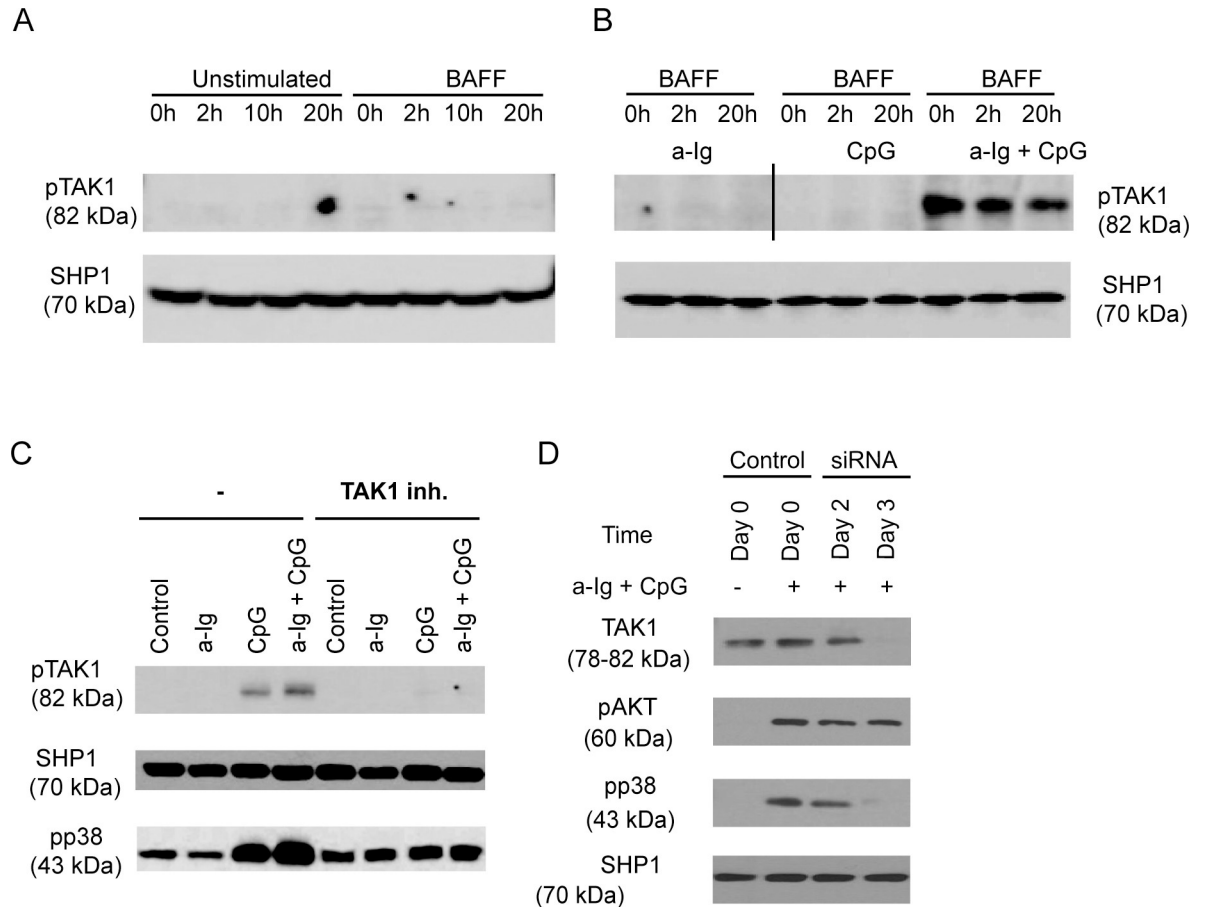 A
Unstimulated BAFF
0h 2h 10h 20h 0h 2h 10h 20h
pTAK1
(82 kDa)
SHP1
(70 kDa)
B
BAFF BAFF BAFF
0h 2h 20h 0h 2h 20h 0h 2h 20h
a-Ig CpG a-Ig + CpG
pTAK1
(82 kDa)
SHP1
(70 kDa)
C
- TAK1 inh.
Control a-Ig CpG a-Ig + CpG Control a-Ig CpG a-Ig + CpG
pTAK1
(82 kDa)
SHP1
(70 kDa)
pp38
(43 kDa)
D
Control siRNA
Time Day 0 Day 0 Day 2 Day 3
a-Ig + CpG - + + +
TAK1
(78-82 kDa)
pAKT
(60 kDa)
pp38
(43 kDa)
SHP1
(70 kDa)